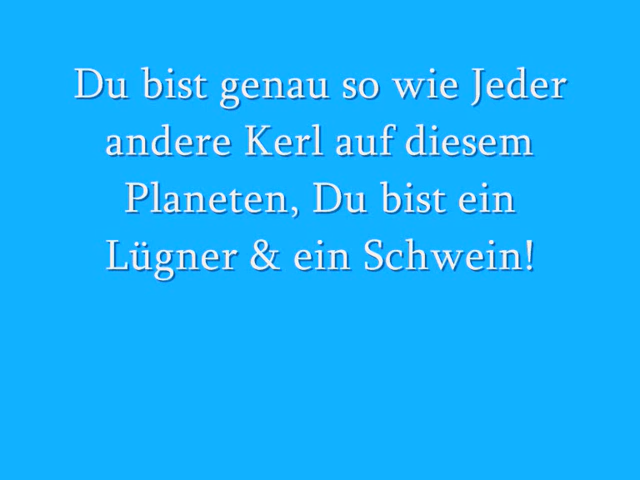 Du bist genau so wie Jeder
andere Kerl auf diesem
Planeten, Du bist ein
Lügner & ein Schwein!